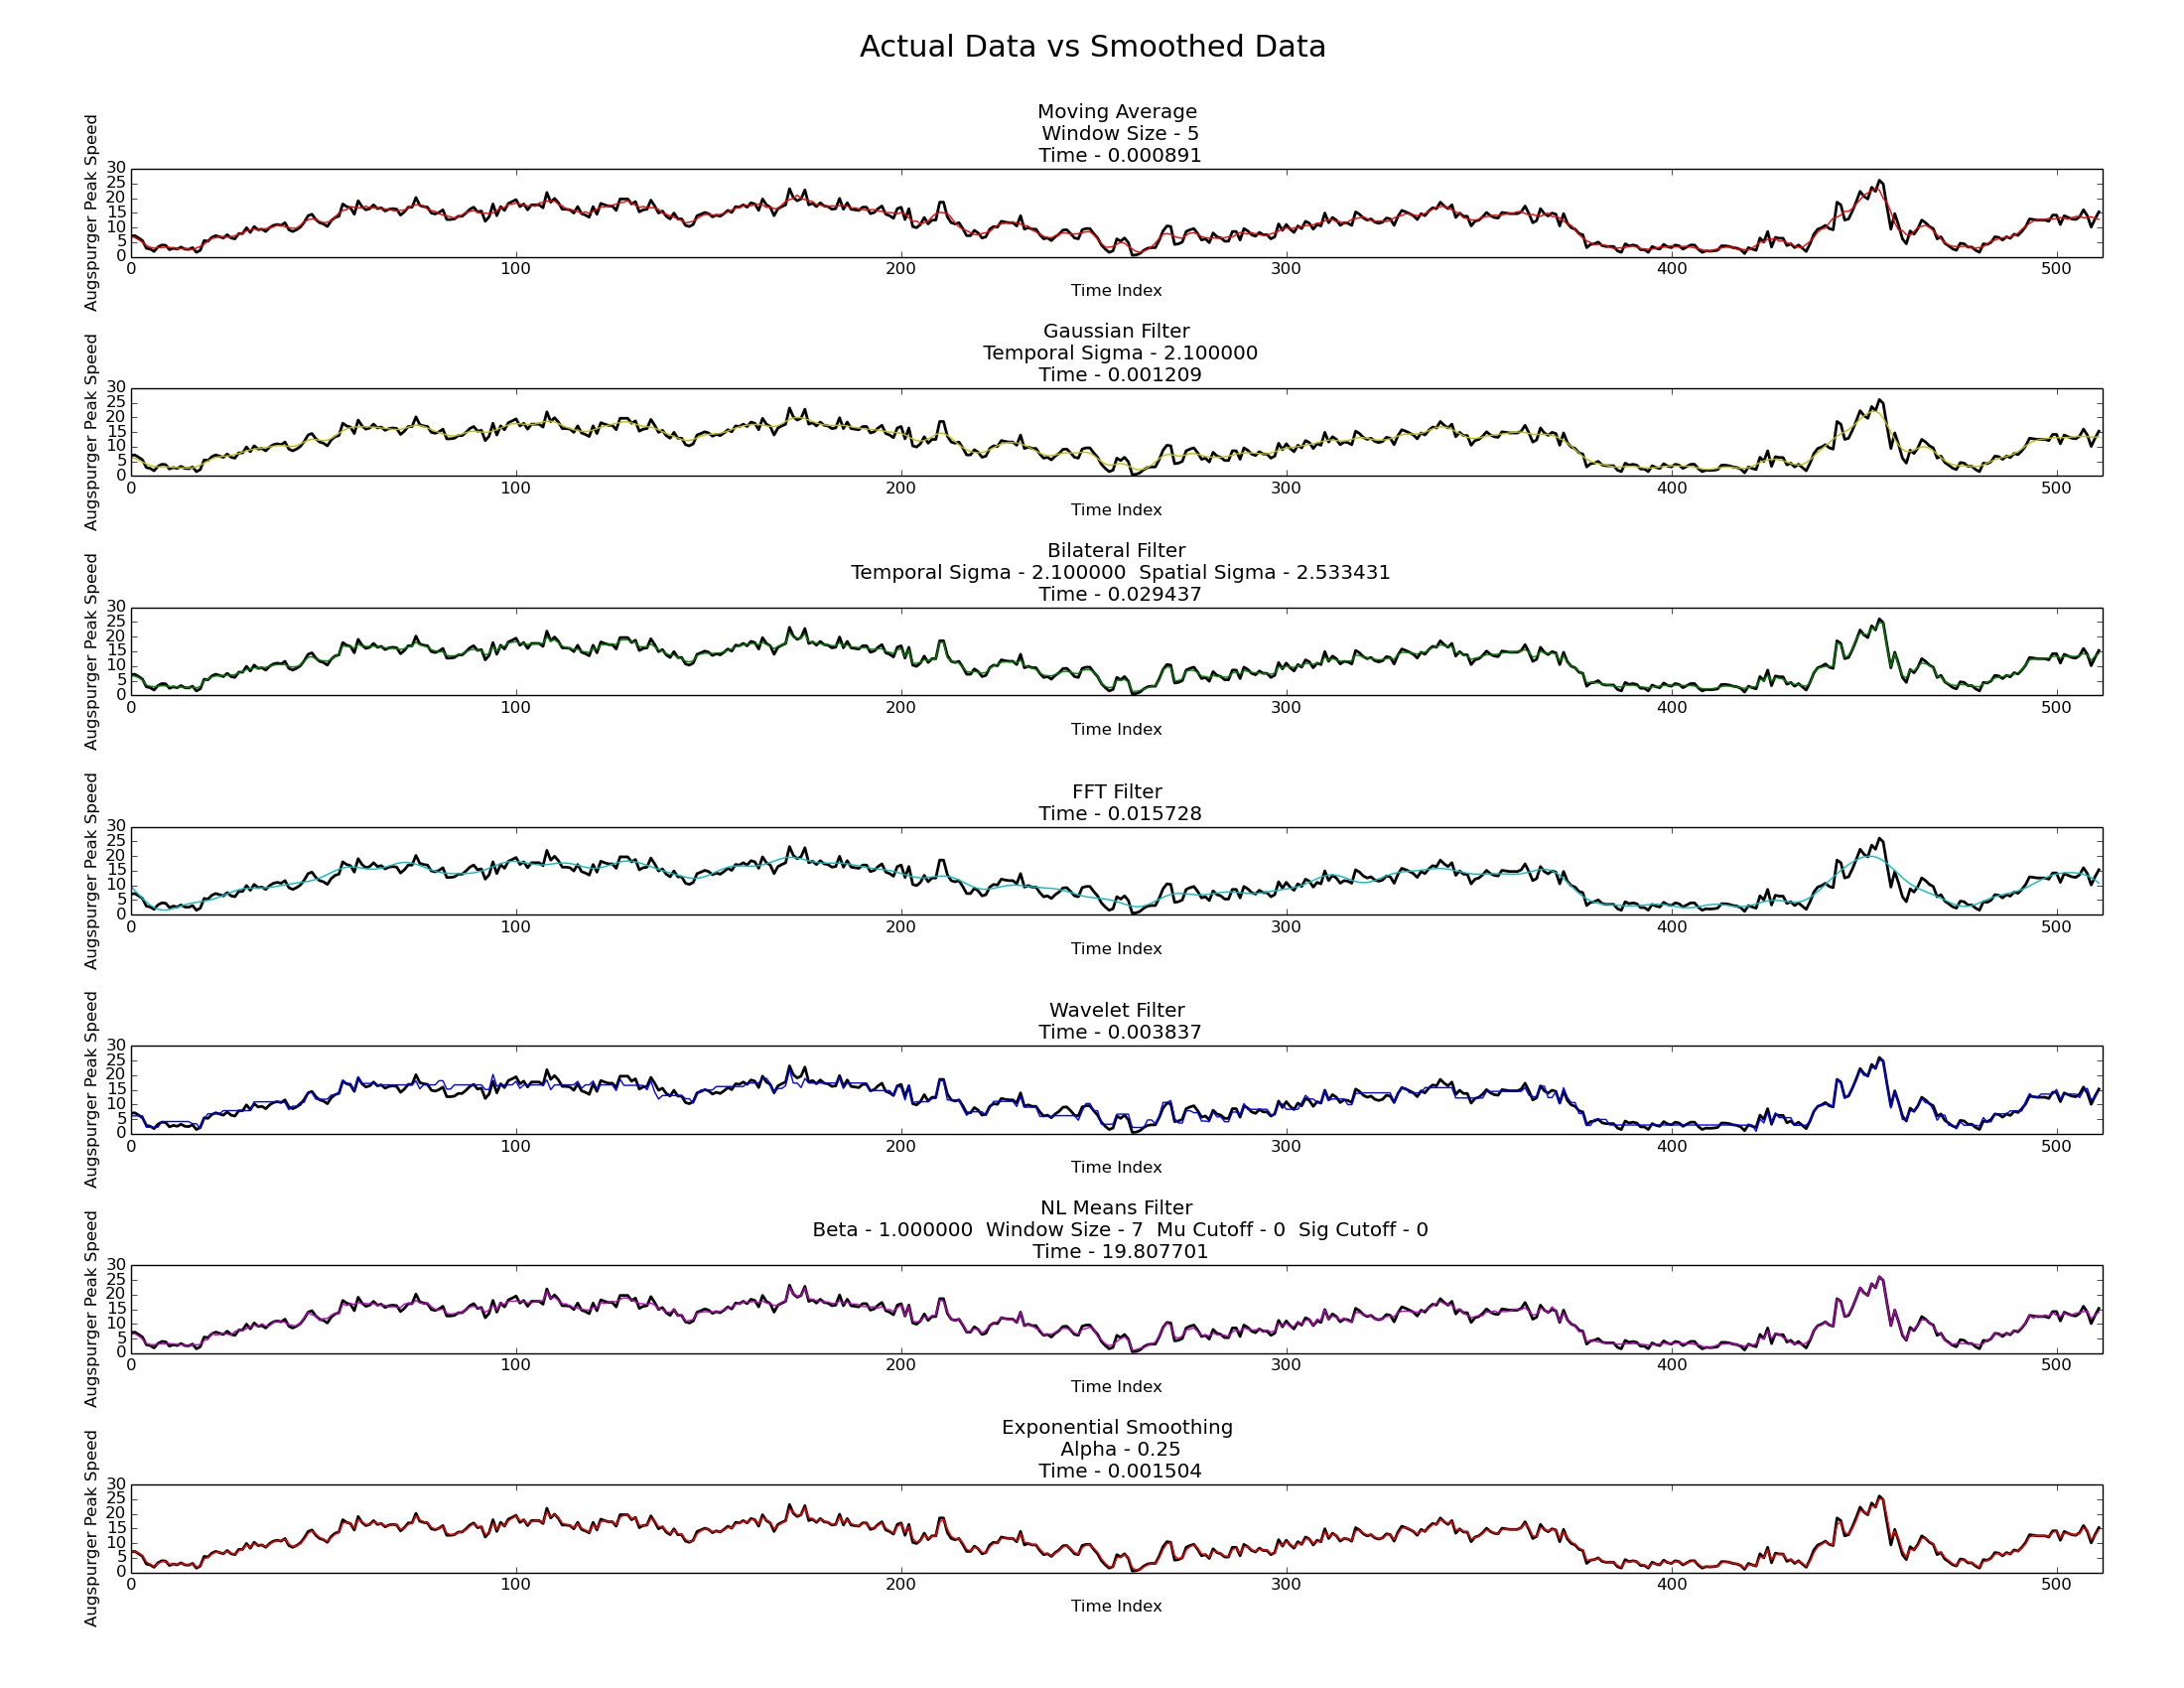 Actual Data vs Smoothed Data
Moving Average
Window Size - 5
Time - 0.000891
Augspurger Peak Speed
30
25
20
15
10
5
0
0 100 200 300 400 500
Time Index
Gaussian Filter
Temporal Sigma - 2.100000
Time - 0.001209
Augspurger Peak Speed
30
25
20
15
10
5
0
0 100 200 300 400 500
Time Index
Bilateral Filter
Temporal Sigma - 2.100000  Spatial Sigma - 2.533431
Time - 0.029437
Augspurger Peak Speed
30
25
20
15
10
5
0
0 100 200 300 400 500
Time Index
FFT Filter
Time - 0.015728
Augspurger Peak Speed
30
25
20
15
10
5
0
0 100 200 300 400 500
Time Index
Wavelet Filter
Time - 0.003837
Augspurger Peak Speed
30
25
20
15
10
5
0
0 100 200 300 400 500
Time Index
NL Means Filter
Beta - 1.000000  Window Size - 7  Mu Cutoff - 0  Sig Cutoff - 0
Time - 19.807701
Augspurger Peak Speed
30
25
20
15
10
5
0
0 100 200 300 400 500
Time Index
Exponential Smoothing
Alpha - 0.25
Time - 0.001504
Augspurger Peak Speed
30
25
20
15
10
5
0
0 100 200 300 400 500
Time Index